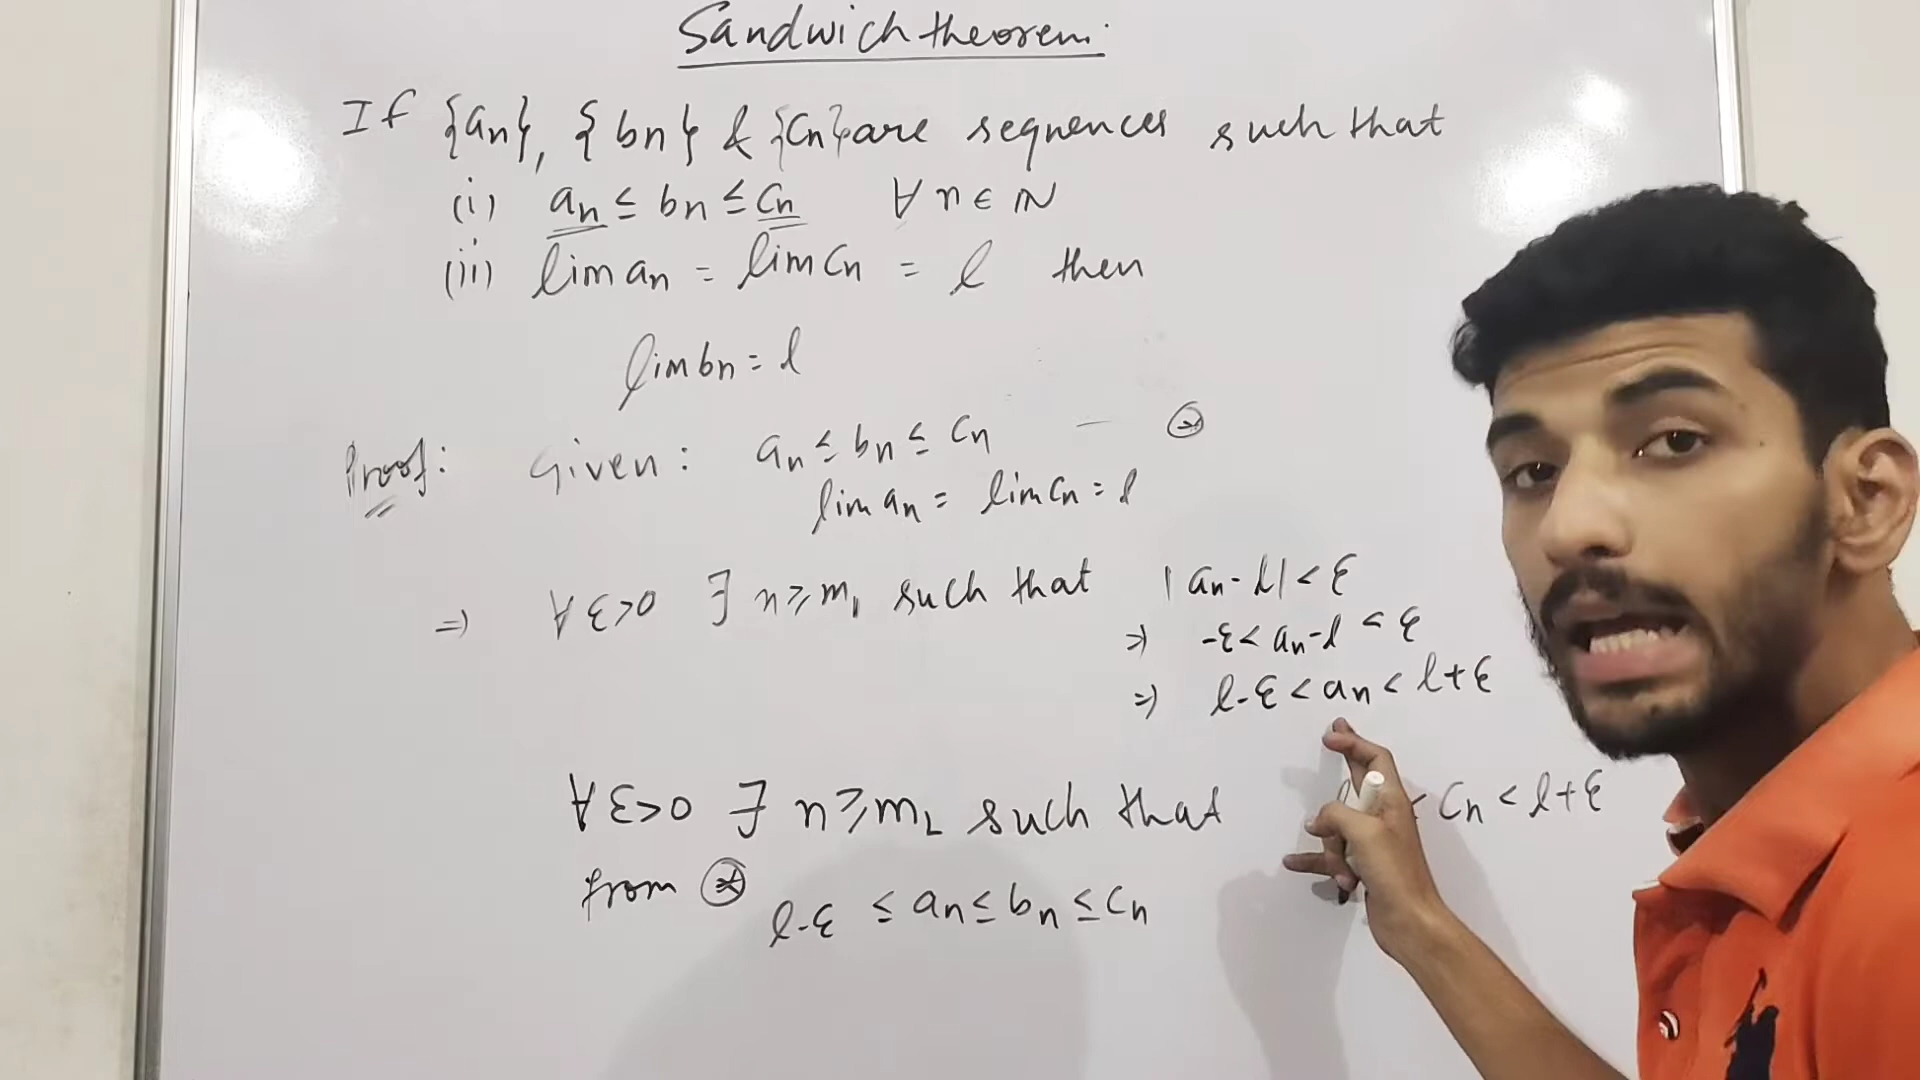 Sandwich theorem:
If {an}, {bn} & {cn} are sequences such that
(i) an ≤ bn ≤ cn ∀ n ∈ ℕ
(ii) lim an = lim cn = l then
lim bn = l
Proof: Given: an ≤ bn ≤ cn — ⊛
lim an = lim cn = l
⇒ ∀ ε>0 ∃ n≥m1 such that |an-l|<ε
⇒ -ε<an-l<ε
⇒ l-ε<an<l+ε
∀ ε>0 ∃ n≥m2 such that < cn < l+ε
from ⊛
l-ε ≤ an ≤ bn ≤ cn